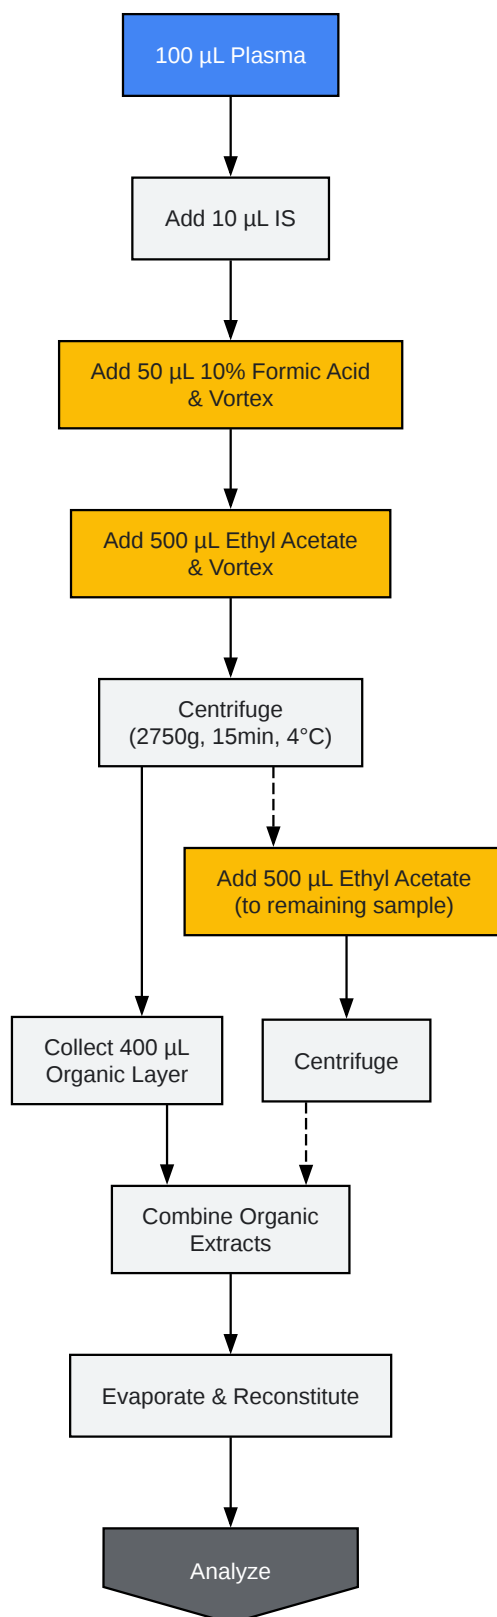 100 µL Plasma
Add 10 µL IS
Add 50 µL 10% Formic Acid
& Vortex
Add 500 µL Ethyl Acetate
& Vortex
Centrifuge
(2750g, 15min, 4°C)
Add 500 µL Ethyl Acetate
(to remaining sample)
Collect 400 µL
Organic Layer
Centrifuge
Combine Organic
Extracts
Evaporate & Reconstitute
Analyze